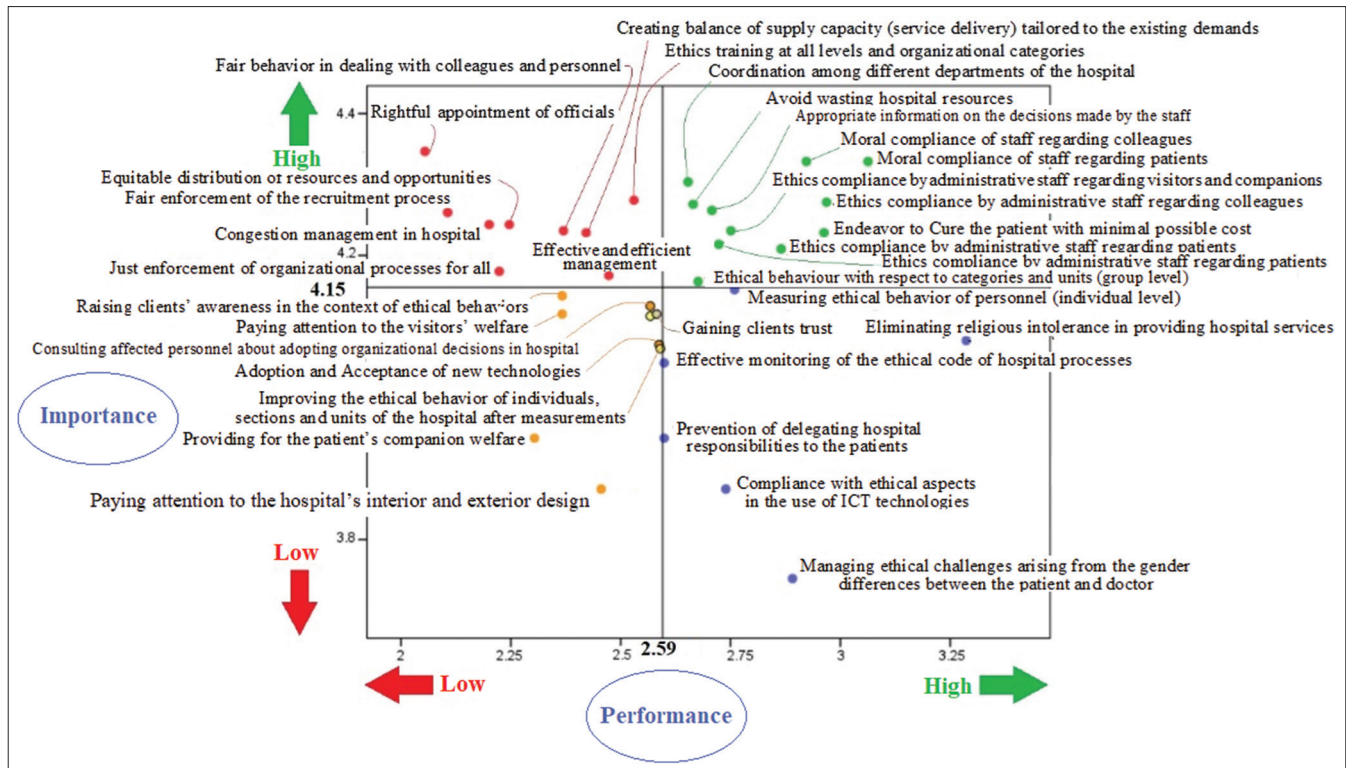 Creating balance of supply capacity (service delivery) tailored to the existing demands
Ethics training at all levels and organizational categories
Fair behavior in dealing with colleagues and personnel
Coordination among different departments of the hospital
Avoid wasting hospital resources
Appropriate information on the decisions made by the staff
4.4
Rightful appointment of officials
High
Moral compliance of staff regarding colleagues
Moral compliance of staff regarding patients
Equitable distribution of resources and opportunities
Ethics compliance by administrative staff regarding visitors and companions
Fair enforcement of the recruitment process
Ethics compliance by administrative staff regarding colleagues
Congestion management in hospital
Endeavor to Cure the patient with minimal possible cost
Effective and efficient
management
4.2
Ethics compliance by administrative staff regarding patients
Ethics compliance by administrative staff regarding patients
Just enforcement of organizational processes for all
Ethical behaviour with respect to categories and units (group level)
4.15
Raising clients' awareness in the context of ethical behaviors
Measuring ethical behavior of personnel (individual level)
Paying attention to the visitors' welfare
Gaining clients trust
Eliminating religious intolerance in providing hospital services
Consulting affected personnel about adopting organizational decisions in hospital
Effective monitoring of the ethical code of hospital processes
Adoption and Acceptance of new technologies
Improving the ethical behavior of individuals,
sections and units of the hospital after measurements
Importance
Providing for the patient's companion welfare
Prevention of delegating hospital
responsibilities to the patients
Paying attention to the hospital's interior and exterior design
Compliance with ethical aspects
in the use of ICT technologies
3.8
Low
Managing ethical challenges arising from the gender
differences between the patient and doctor
2
2.25
2.5
2.59
2.75
3
3.25
Low
High
Performance